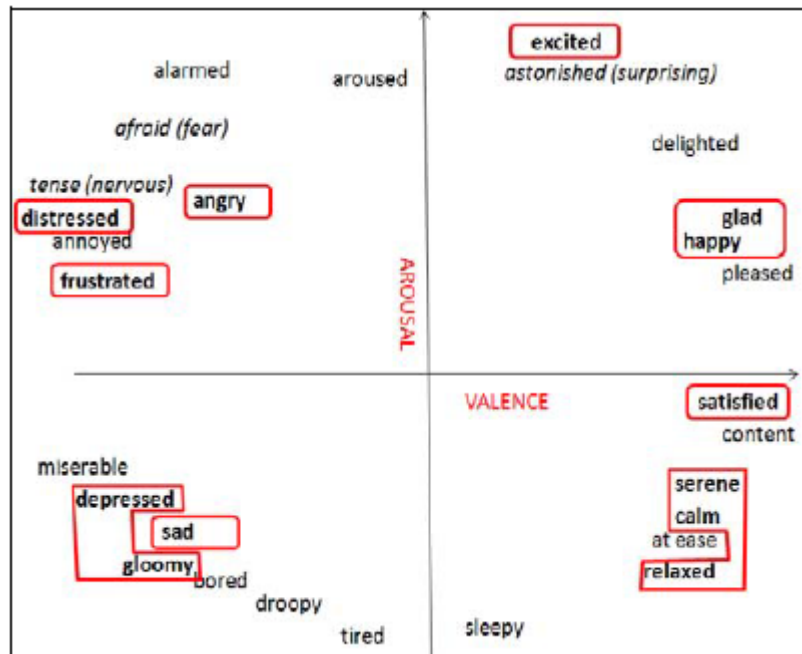 excited
alarmed
aroused
astonished (surprising)
afraid (fear)
delighted
tense (nervous)
angry
distressed
glad
annoyed
happy
frustrated
pleased
AROUSAL
VALENCE
satisfied
content
miserable
depressed
serene
calm
sad
at ease
gloomy
relaxed
bored
droopy
tired
sleepy